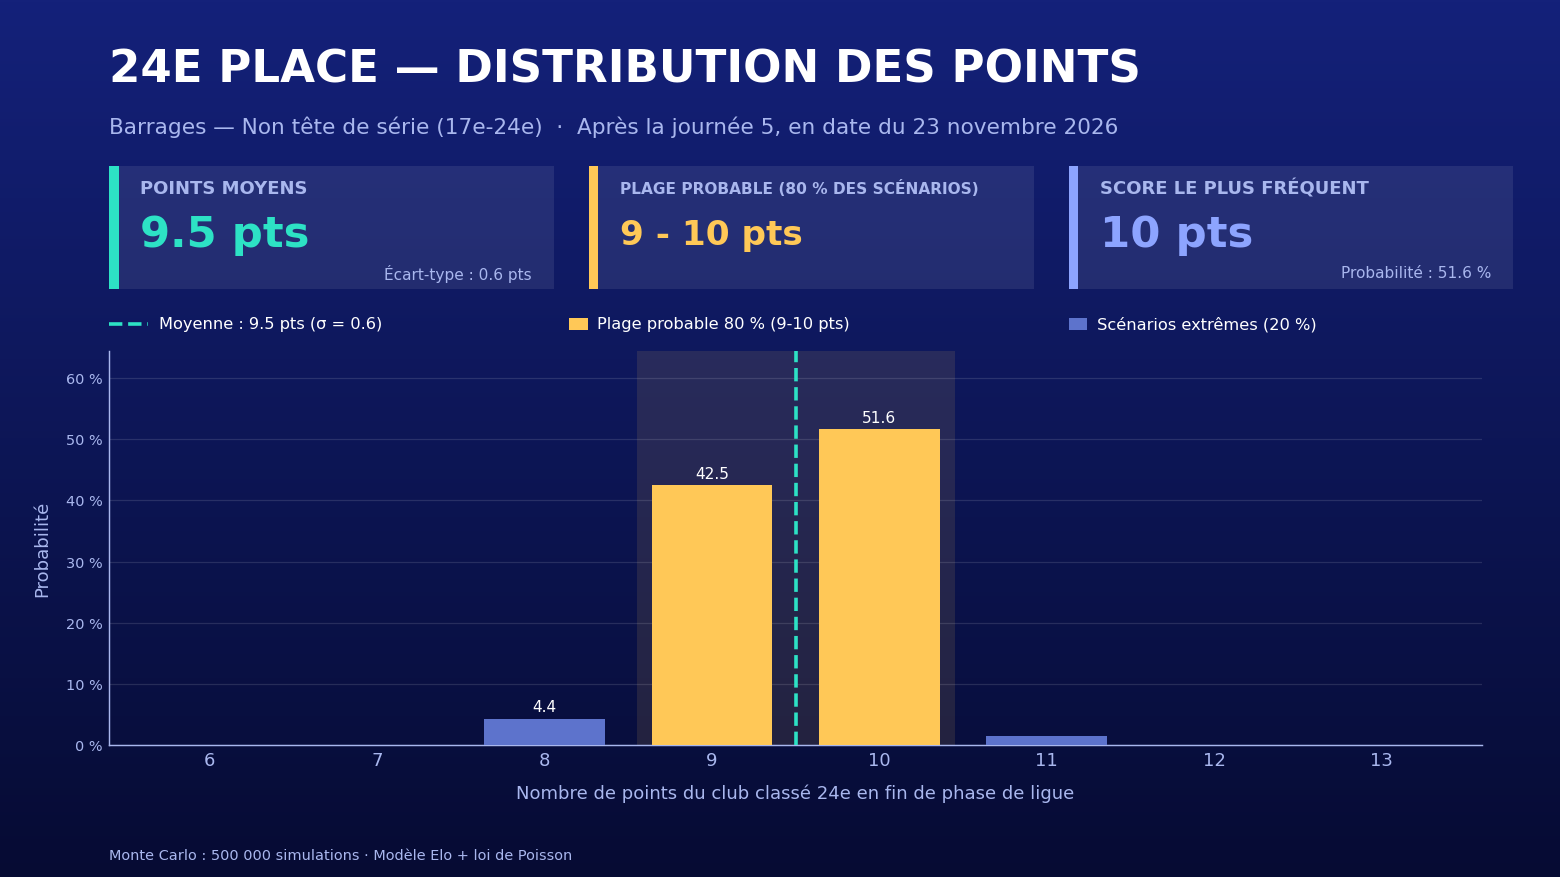 24E PLACE — DISTRIBUTION DES POINTS
Barrages — Non tête de série (17e-24e) · Après la journée 5, en date du 23 novembre 2026
POINTS MOYENS
9.5 pts
Écart-type : 0.6 pts
PLAGE PROBABLE (80 % DES SCÉNARIOS)
9 - 10 pts
SCORE LE PLUS FRÉQUENT
10 pts
Probabilité : 51.6 %
Moyenne : 9.5 pts (σ = 0.6)
Plage probable 80 % (9-10 pts)
Scénarios extrêmes (20 %)
Probabilité
60 %
50 %
40 %
30 %
20 %
10 %
0 %
4.4
42.5
51.6
6 7 8 9 10 11 12 13
Nombre de points du club classé 24e en fin de phase de ligue
Monte Carlo : 500 000 simulations · Modèle Elo + loi de Poisson